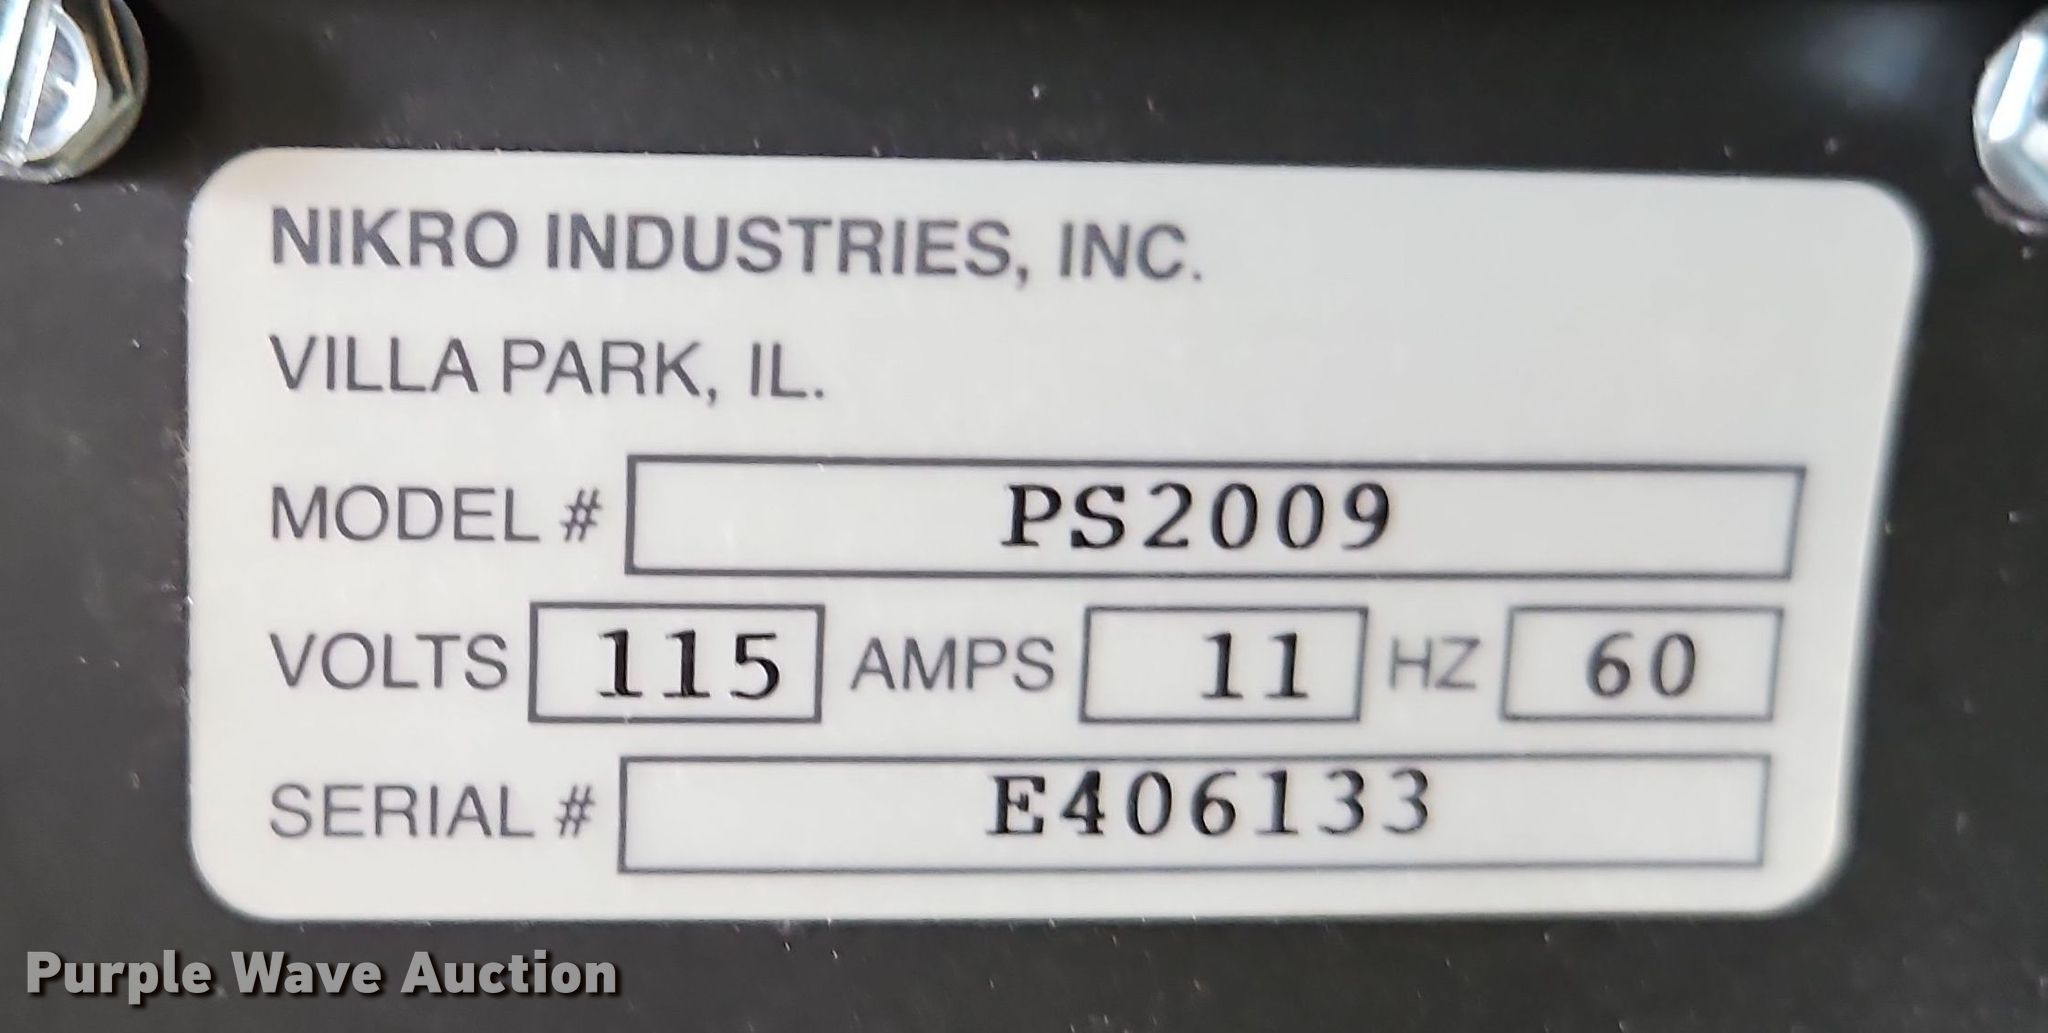 NIKRO INDUSTRIES, INC.
VILLA PARK, IL.
MODEL # PS2009
VOLTS 115 AMPS 11 HZ 60
SERIAL # E406133
Purple Wave Auction